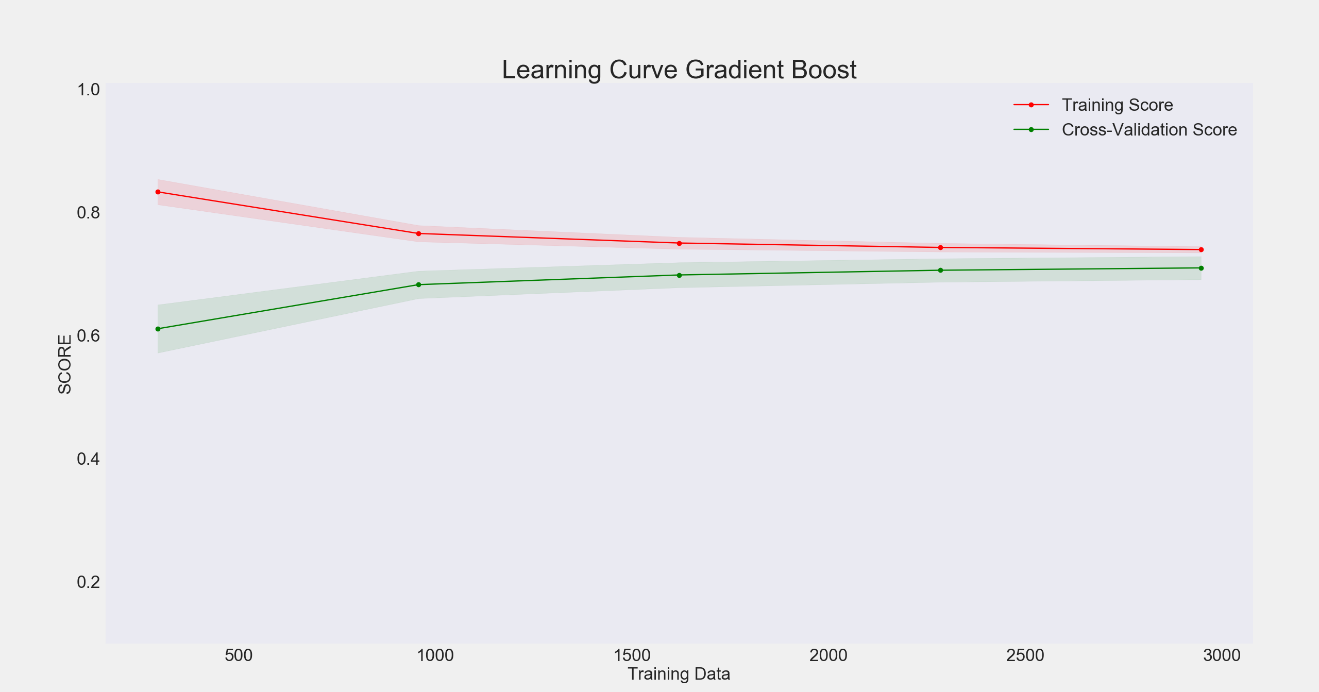 Learning Curve Gradient Boost
1.0
Training Score
Cross-Validation Score
0.8
0.6
SCORE
0.4
0.2
500 1000 1500 2000 2500 3000
Training Data